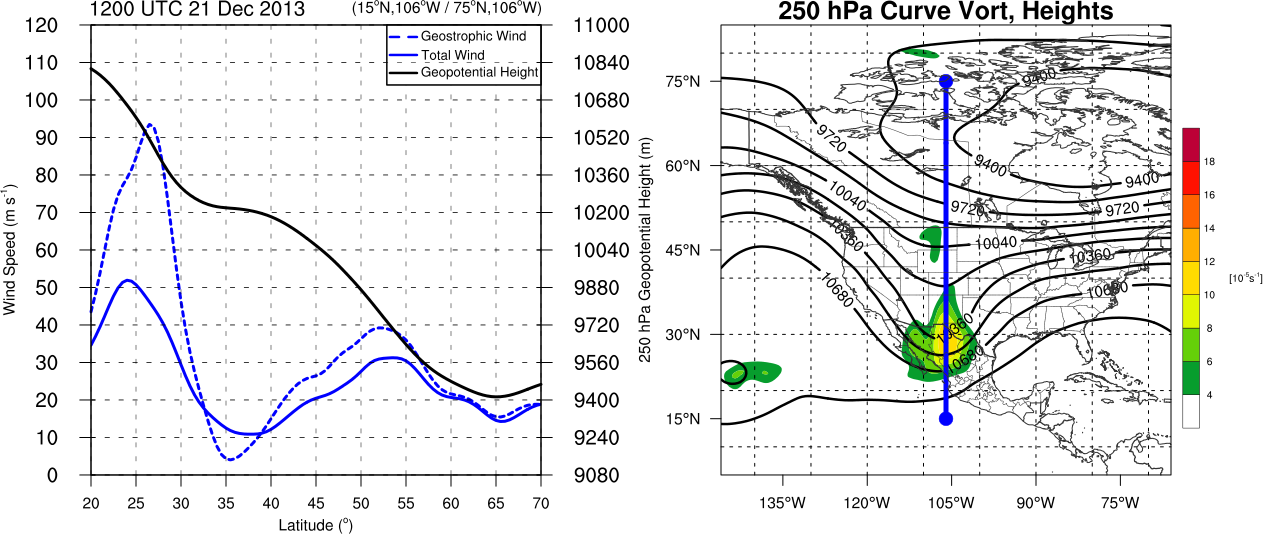 1200 UTC 21 Dec 2013
(15°N,106°W / 75°N,106°W)
Geostrophic Wind
Total Wind
Geopotential Height
120
110
100
90
80
70
60
50
40
30
20
10
0
Wind Speed (m s⁻¹)
20 25 30 35 40 45 50 55 60 65 70
Latitude (°)
11000
10840
10680
10520
10360
10200
10040
9880
9720
9560
9400
9240
9080
250 hPa Geopotential Height (m)
250 hPa Curve Vort, Heights
75°N
60°N
45°N
30°N
15°N
135°W 120°W 105°W 90°W 75°W
9400
9720
9400
9400
10040
9720
9720
10360
10040
10360
10680
10680
10360
10680
18
16
14
12
10
8
6
4
[10⁻⁵s⁻¹]